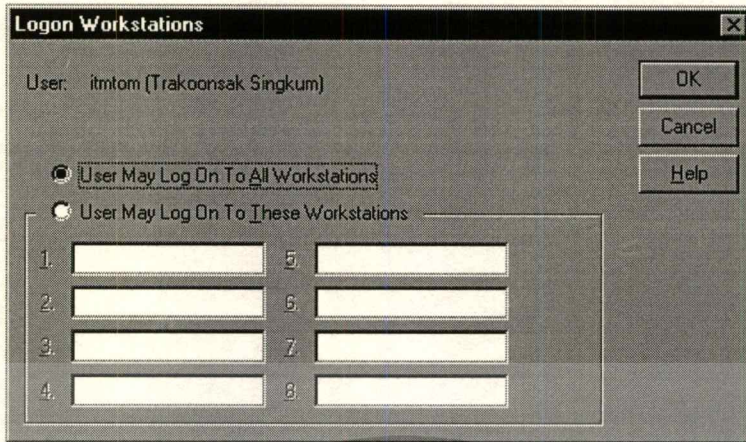 Logon Workstations
User: itmtom (Trakoonsak Singkum)
OK
Cancel
Help
User May Log On To All Workstations
User May Log On To These Workstations
1. 5.
2. 6.
3. 7.
4. 8.